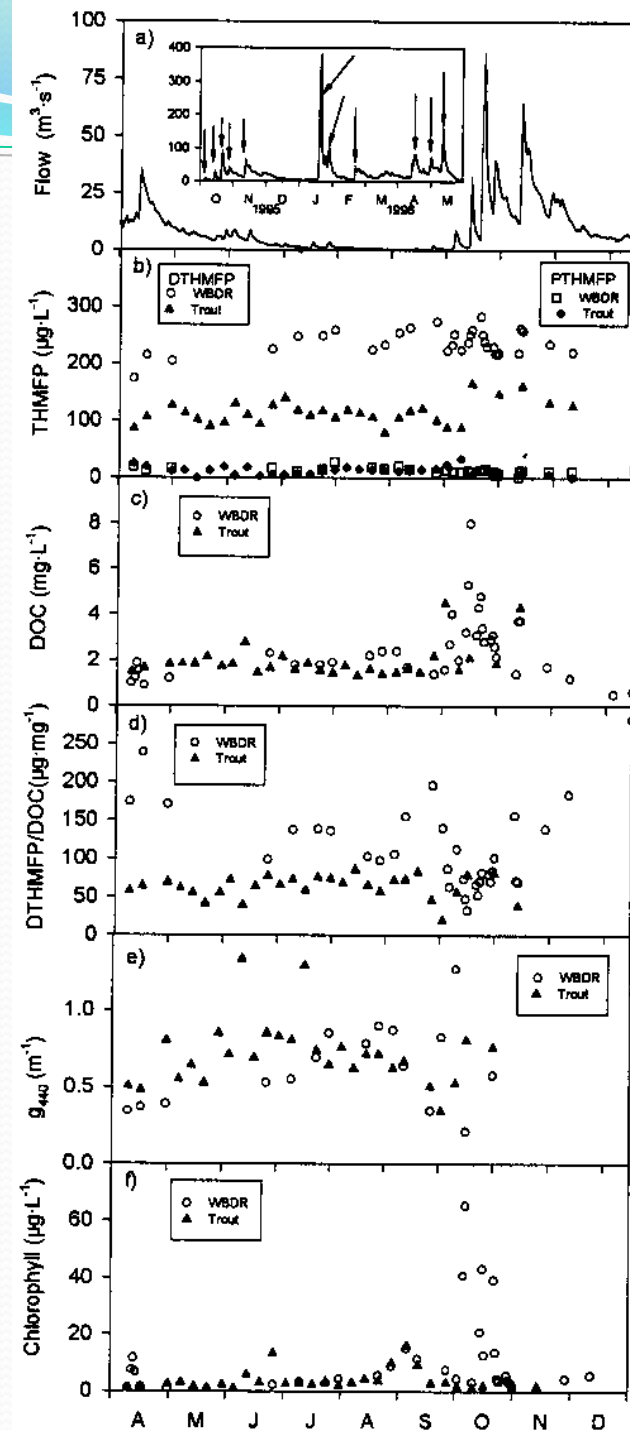 a)
Flow (m³·s⁻¹)
100
75
50
25
0
400
300
200
100
0
O N D J F M A M
1995 1996
b)
THMFP (µg·L⁻¹)
300
200
100
0
DTHMFP
WBDR
Trout
PTHMFP
WBDR
Trout
c)
DOC (mg·L⁻¹)
8
6
4
2
0
WBDR
Trout
d)
DTHMFP/DOC(µg·mg⁻¹)
250
200
150
100
50
0
WBDR
Trout
e)
g₄₄₀ (m⁻¹)
1.0
0.5
0.0
WBDR
Trout
f)
Chlorophyll (µg·L⁻¹)
60
40
20
0
WBDR
Trout
A M J J A S O N D